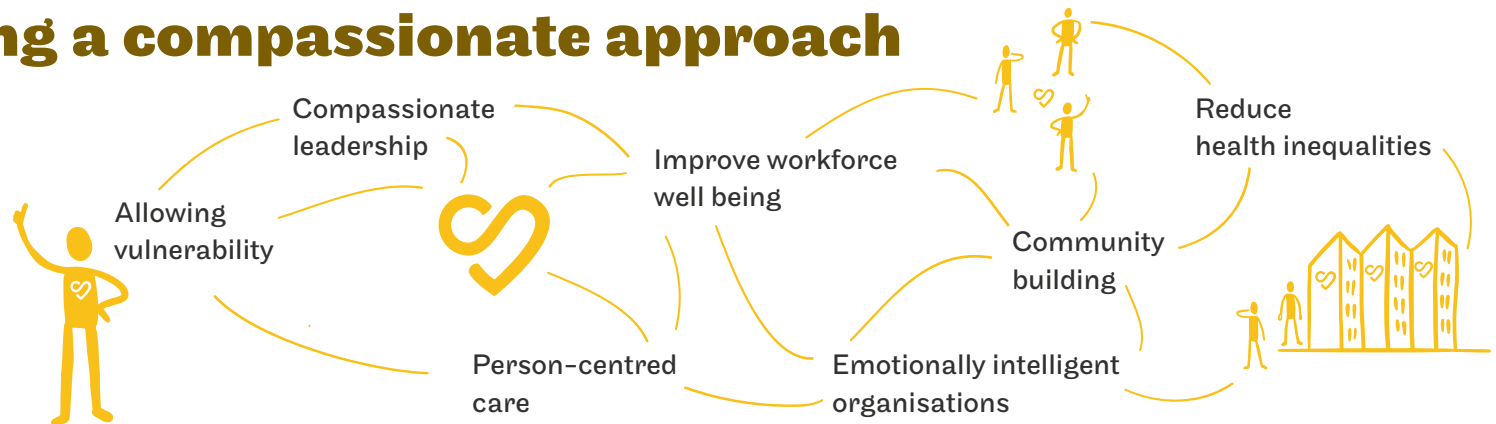 ng a compassionate approach
Compassionate
leadership
Allowing
vulnerability
Improve workforce
well being
Person-centred
care
Emotionally intelligent
organisations
Community
building
Reduce
health inequalities